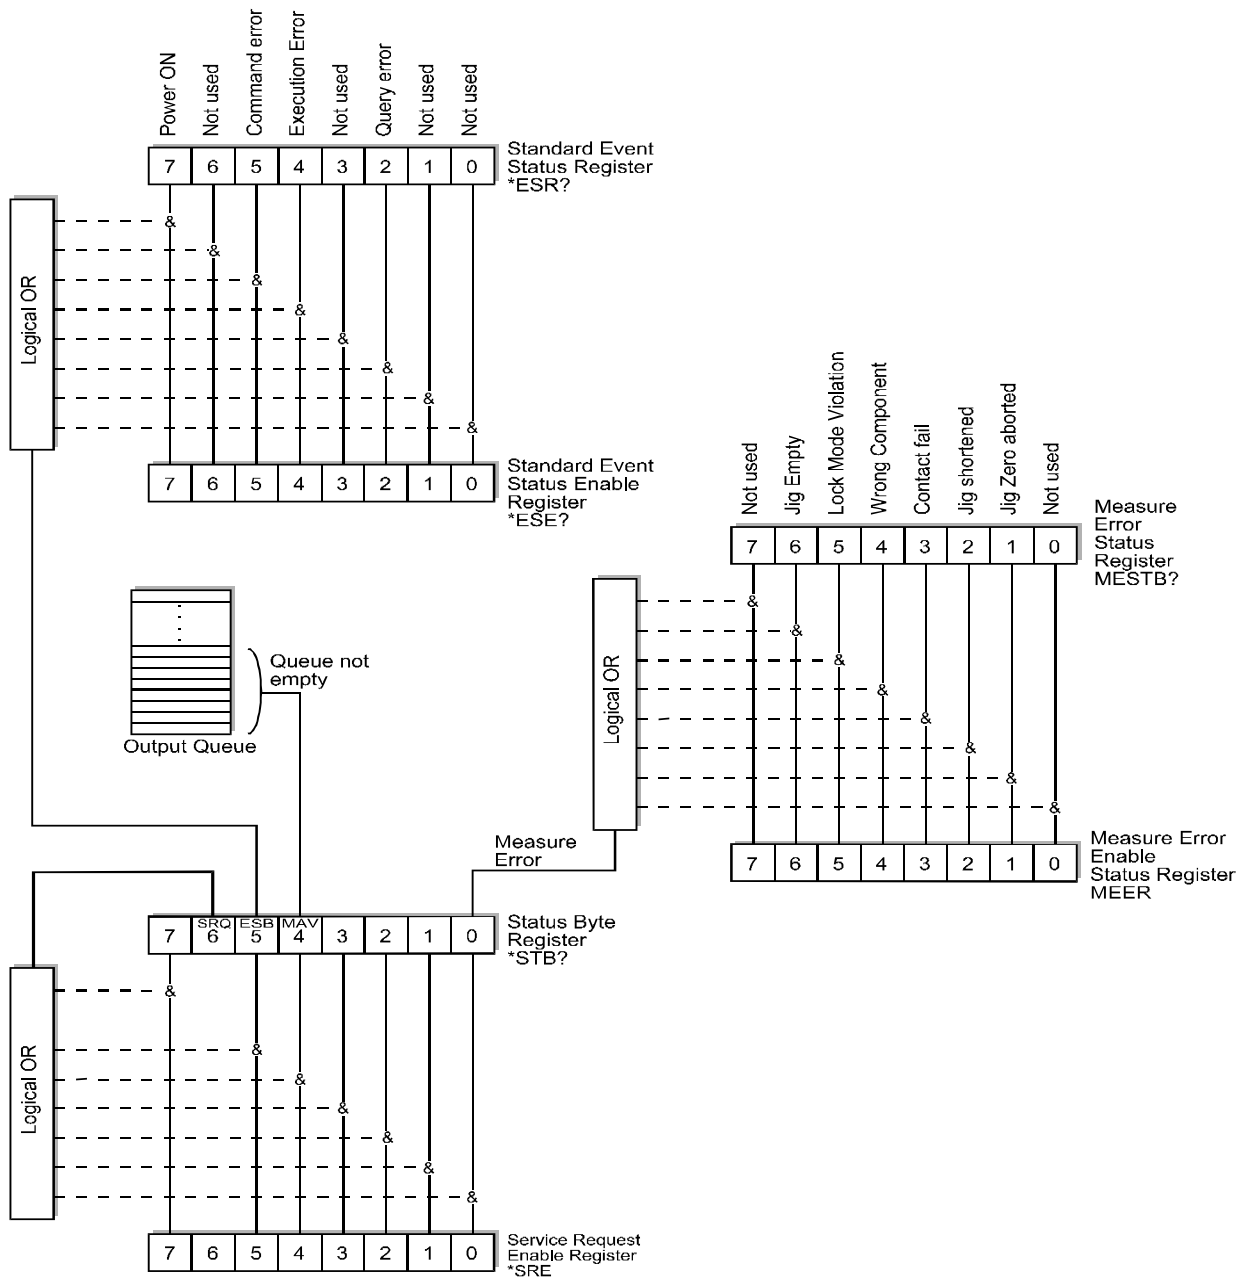 Power ON
Not used
Command error
Execution Error
Not used
Query error
Not used
Not used
7 6 5 4 3 2 1 0
Standard Event
Status Register
*ESR?
Logical OR
&
&
&
&
&
&
&
&
7 6 5 4 3 2 1 0
Standard Event
Status Enable
Register
*ESE?
Queue not
empty
Output Queue
Not used
Jig Empty
Lock Mode Violation
Wrong Component
Contact fail
Jig shortened
Jig Zero aborted
Not used
7 6 5 4 3 2 1 0
Measure
Error
Status
Register
MESTB?
Logical OR
&
&
&
&
&
&
&
&
7 6 5 4 3 2 1 0
Measure Error
Enable
Status Register
MEER
Measure
Error
SRQ ESB MAV
7 6 5 4 3 2 1 0
Status Byte
Register
*STB?
Logical OR
&
&
&
&
&
&
&
7 6 5 4 3 2 1 0
Service Request
Enable Register
*SRE